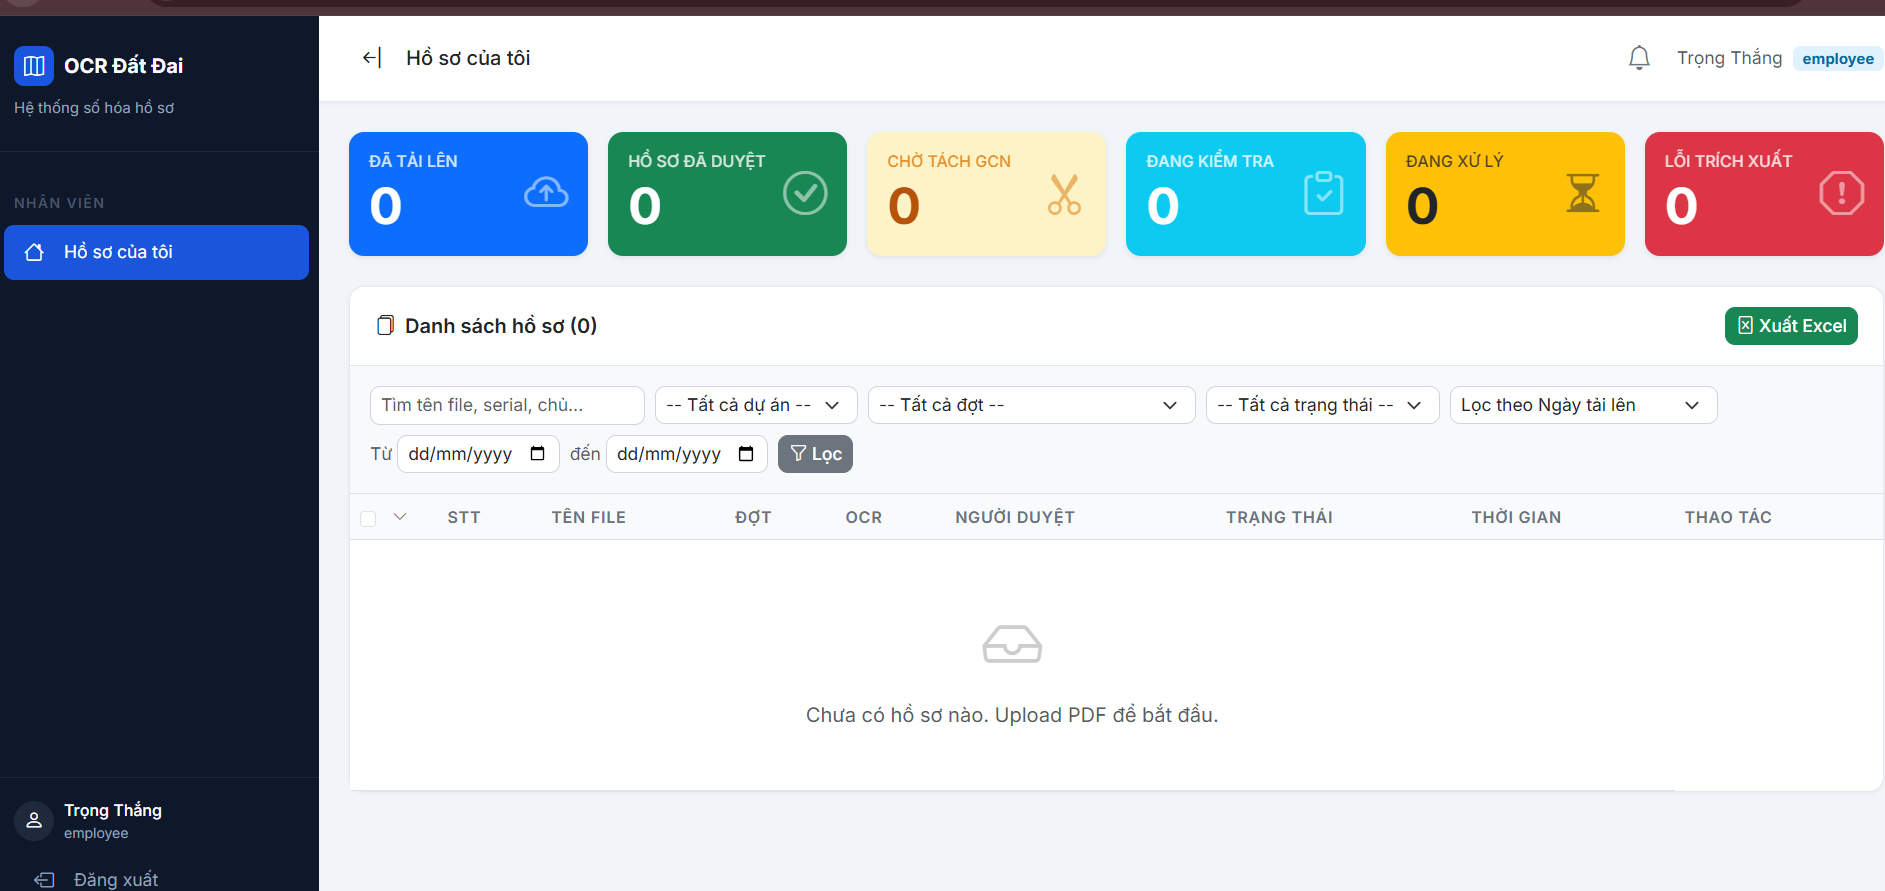 OCR Đất Đai
Hệ thống số hóa hồ sơ
NHÂN VIÊN
Hồ sơ của tôi
Trọng Thắng
employee
Đăng xuất
Hồ sơ của tôi
Trọng Thắng employee
ĐÃ TẢI LÊN
0
HỒ SƠ ĐÃ DUYỆT
0
CHỜ TÁCH GCN
0
ĐANG KIỂM TRA
0
ĐANG XỬ LÝ
0
LỖI TRÍCH XUẤT
0
Danh sách hồ sơ (0)
Xuất Excel
Tìm tên file, serial, chủ... -- Tất cả dự án -- -- Tất cả đợt -- -- Tất cả trạng thái -- Lọc theo Ngày tải lên
Từ dd/mm/yyyy đến dd/mm/yyyy Lọc
STT TÊN FILE ĐỢT OCR NGƯỜI DUYỆT TRẠNG THÁI THỜI GIAN THAO TÁC
Chưa có hồ sơ nào. Upload PDF để bắt đầu.